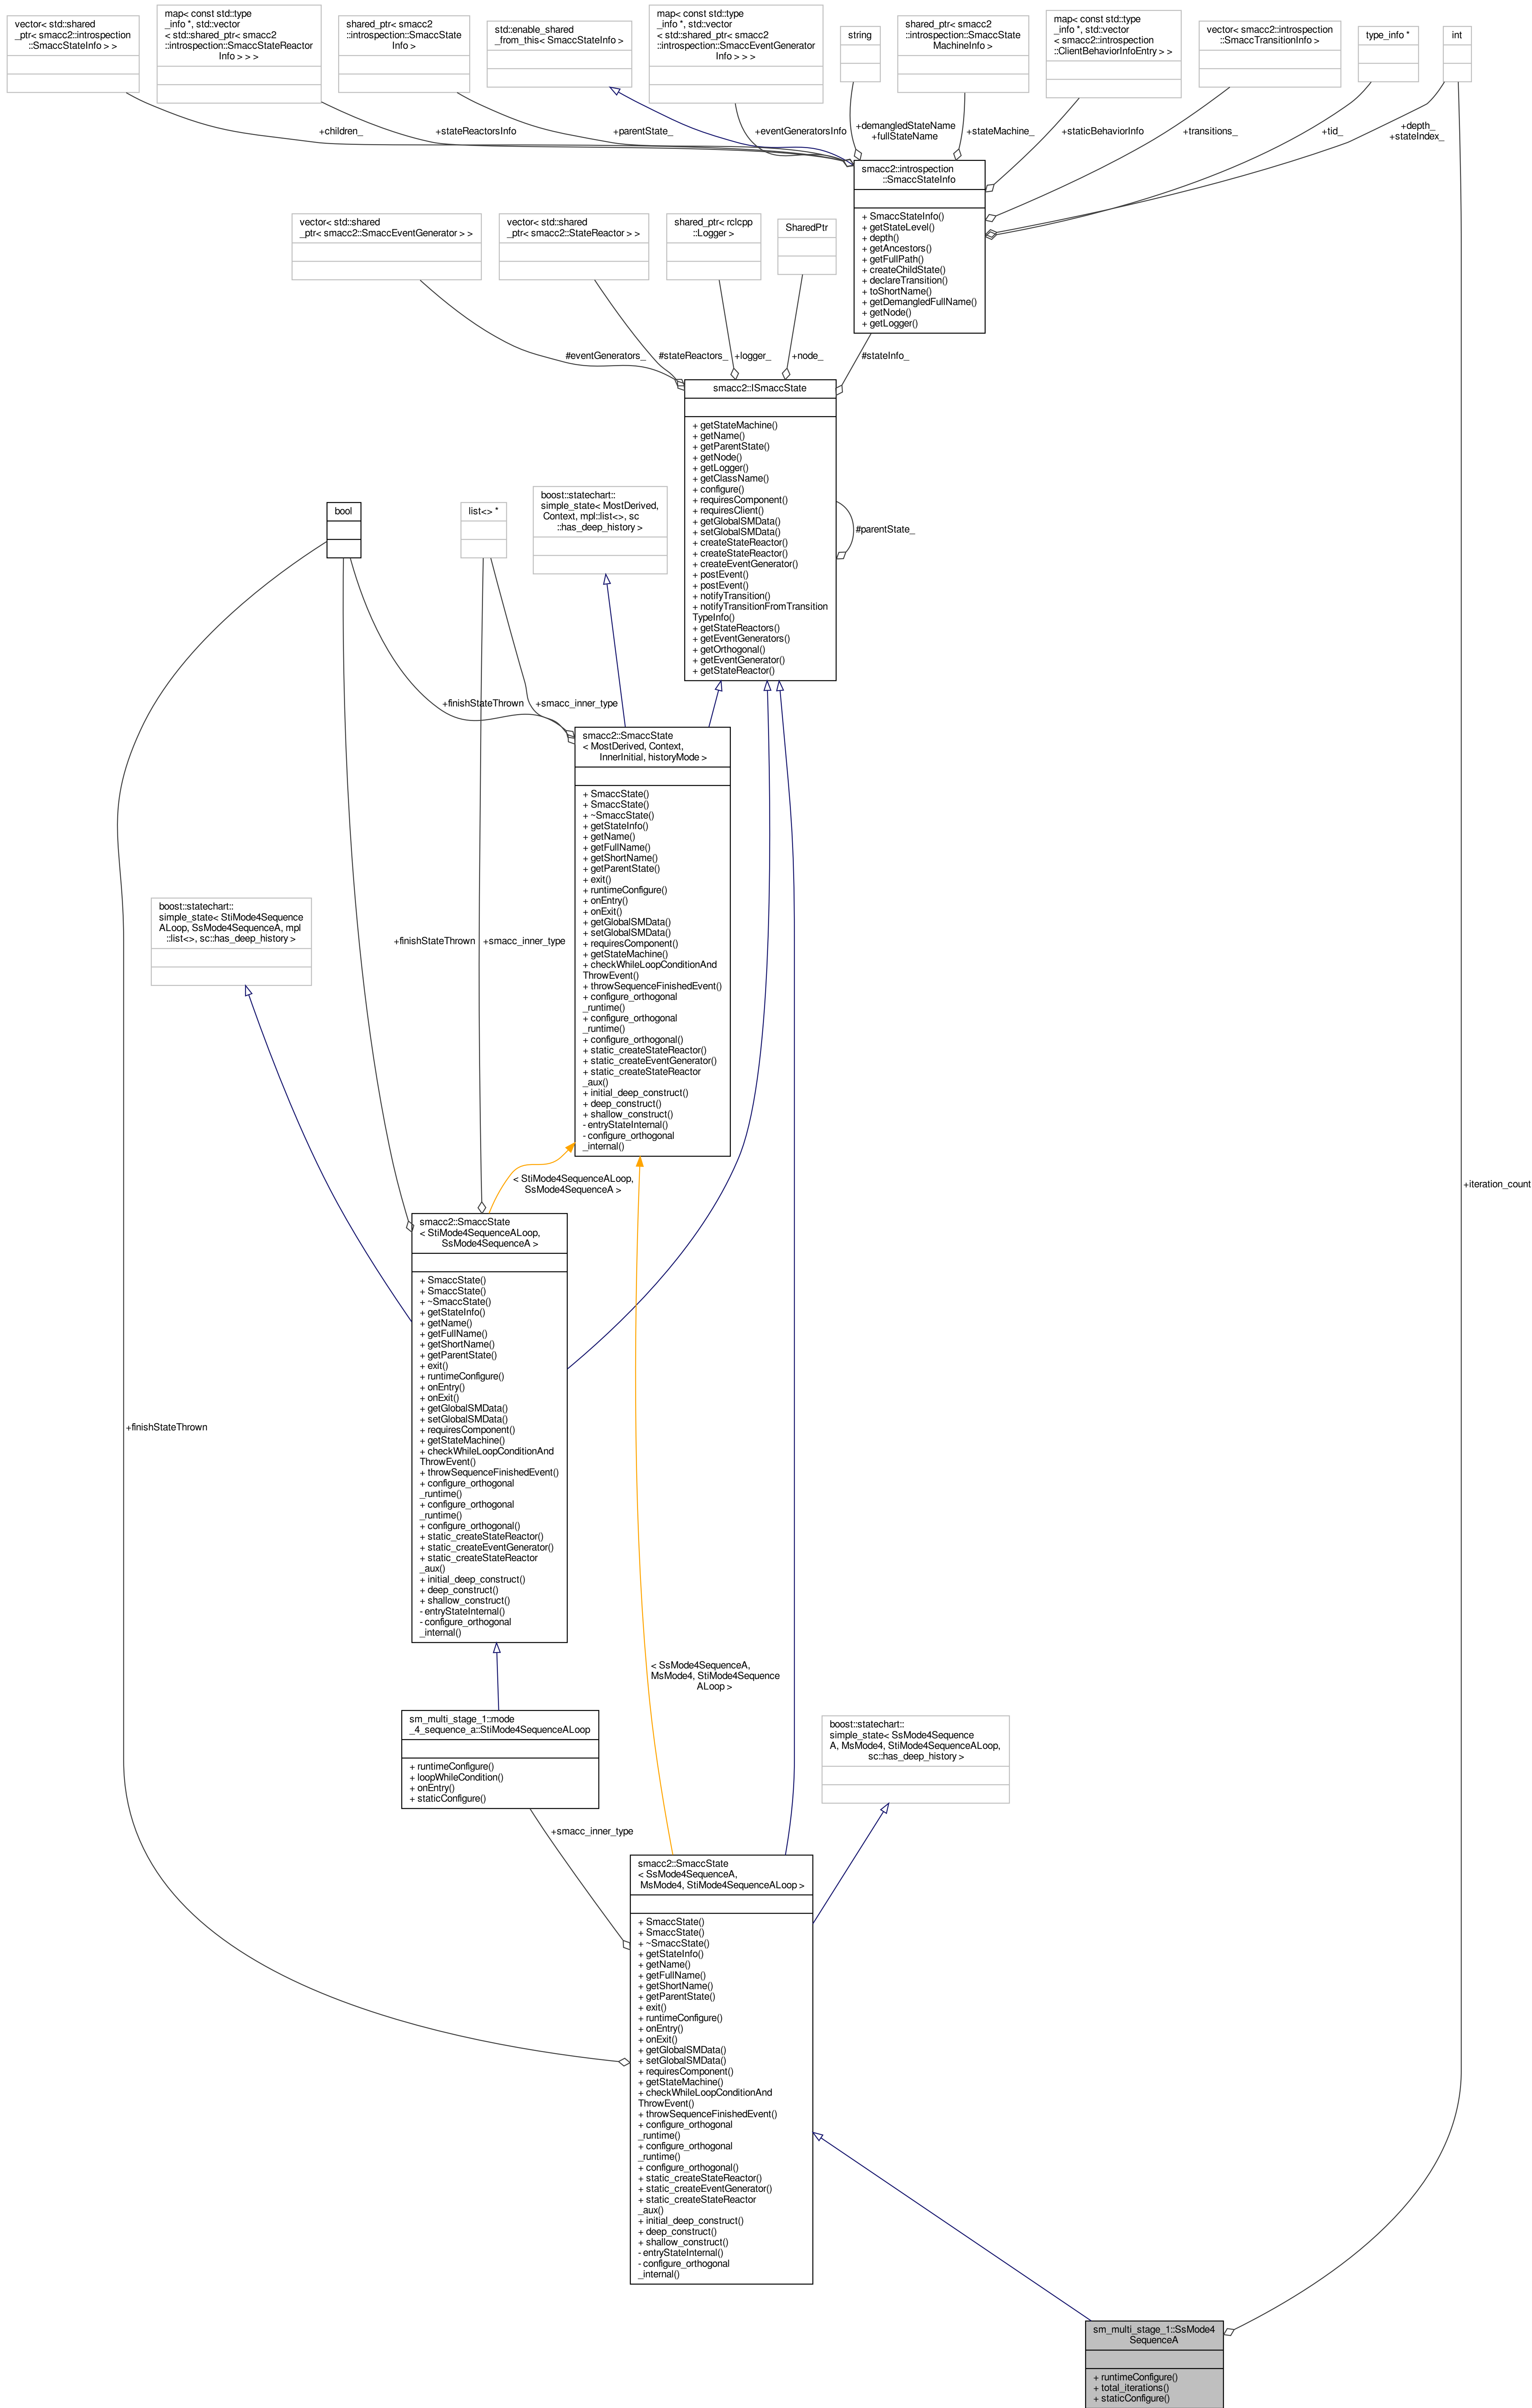 vector< std::shared
_ptr< smacc2::introspection
::SmaccStateInfo > >
map< const std::type
_info *, std::vector
< std::shared_ptr< smacc2
::introspection::SmaccStateReactor
Info > > >
shared_ptr< smacc2
::introspection::SmaccState
Info >
std::enable_shared
_from_this< SmaccStateInfo >
map< const std::type
_info *, std::vector
< std::shared_ptr< smacc2
::introspection::SmaccEventGenerator
Info > > >
string
shared_ptr< smacc2
::introspection::SmaccState
MachineInfo >
map< const std::type
_info *, std::vector
< smacc2::introspection
::ClientBehaviorInfoEntry > >
vector< smacc2::introspection
::SmaccTransitionInfo >
type_info *
int
+children_
+stateReactorsInfo
+parentState_
+eventGeneratorsInfo
+demangledStateName
+fullStateName
+stateMachine_
+staticBehaviorInfo
+transitions_
+tid_
+depth_
+stateIndex_
smacc2::introspection
::SmaccStateInfo
+ SmaccStateInfo()
+ getStateLevel()
+ depth()
+ getAncestors()
+ getFullPath()
+ createChildState()
+ declareTransition()
+ toShortName()
+ getDemangledFullName()
+ getNode()
+ getLogger()
vector< std::shared
_ptr< smacc2::SmaccEventGenerator > >
vector< std::shared
_ptr< smacc2::StateReactor > >
shared_ptr< rclcpp
::Logger >
SharedPtr
#eventGenerators_
#stateReactors_
+logger_
+node_
#stateInfo_
smacc2::ISmaccState
+ getStateMachine()
+ getName()
+ getParentState()
+ getNode()
+ getLogger()
+ getClassName()
+ configure()
+ requiresComponent()
+ requiresClient()
+ getGlobalSMData()
+ setGlobalSMData()
+ createStateReactor()
+ createStateReactor()
+ createEventGenerator()
+ postEvent()
+ postEvent()
+ notifyTransition()
+ notifyTransitionFromTransition
TypeInfo()
+ getStateReactors()
+ getEventGenerators()
+ getOrthogonal()
+ getEventGenerator()
+ getStateReactor()
#parentState_
bool
list<> *
boost::statechart::
simple_state< MostDerived,
Context, mpl::list<>, sc
::has_deep_history >
+finishStateThrown
+smacc_inner_type
smacc2::SmaccState
< MostDerived, Context,
InnerInitial, historyMode >
+ SmaccState()
+ SmaccState()
+ ~SmaccState()
+ getStateInfo()
+ getName()
+ getFullName()
+ getShortName()
+ getParentState()
+ exit()
+ runtimeConfigure()
+ onEntry()
+ onExit()
+ getGlobalSMData()
+ setGlobalSMData()
+ requiresComponent()
+ getStateMachine()
+ checkWhileLoopConditionAnd
ThrowEvent()
+ throwSequenceFinishedEvent()
+ configure_orthogonal
_runtime()
+ configure_orthogonal
_runtime()
+ configure_orthogonal()
+ static_createStateReactor()
+ static_createEventGenerator()
+ static_createStateReactor
_aux()
+ initial_deep_construct()
+ deep_construct()
+ shallow_construct()
- entryStateInternal()
- configure_orthogonal
_internal()
boost::statechart::
simple_state< StiMode4Sequence
ALoop, SsMode4SequenceA, mpl
::list<>, sc::has_deep_history >
+finishStateThrown
+smacc_inner_type
< StiMode4SequenceALoop,
SsMode4SequenceA >
+iteration_count
smacc2::SmaccState
< StiMode4SequenceALoop,
SsMode4SequenceA >
+ SmaccState()
+ SmaccState()
+ ~SmaccState()
+ getStateInfo()
+ getName()
+ getFullName()
+ getShortName()
+ getParentState()
+ exit()
+ runtimeConfigure()
+ onEntry()
+ onExit()
+ getGlobalSMData()
+ setGlobalSMData()
+ requiresComponent()
+ getStateMachine()
+ checkWhileLoopConditionAnd
ThrowEvent()
+ throwSequenceFinishedEvent()
+ configure_orthogonal
_runtime()
+ configure_orthogonal
_runtime()
+ configure_orthogonal()
+ static_createStateReactor()
+ static_createEventGenerator()
+ static_createStateReactor
_aux()
+ initial_deep_construct()
+ deep_construct()
+ shallow_construct()
- entryStateInternal()
- configure_orthogonal
_internal()
+finishStateThrown
< SsMode4SequenceA,
MsMode4, StiMode4Sequence
ALoop >
sm_multi_stage_1::mode
_4_sequence_a::StiMode4SequenceALoop
+ runtimeConfigure()
+ loopWhileCondition()
+ onEntry()
+ staticConfigure()
boost::statechart::
simple_state< SsMode4Sequence
A, MsMode4, StiMode4SequenceALoop,
sc::has_deep_history >
+smacc_inner_type
smacc2::SmaccState
< SsMode4SequenceA,
MsMode4, StiMode4SequenceALoop >
+ SmaccState()
+ SmaccState()
+ ~SmaccState()
+ getStateInfo()
+ getName()
+ getFullName()
+ getShortName()
+ getParentState()
+ exit()
+ runtimeConfigure()
+ onEntry()
+ onExit()
+ getGlobalSMData()
+ setGlobalSMData()
+ requiresComponent()
+ getStateMachine()
+ checkWhileLoopConditionAnd
ThrowEvent()
+ throwSequenceFinishedEvent()
+ configure_orthogonal
_runtime()
+ configure_orthogonal
_runtime()
+ configure_orthogonal()
+ static_createStateReactor()
+ static_createEventGenerator()
+ static_createStateReactor
_aux()
+ initial_deep_construct()
+ deep_construct()
+ shallow_construct()
- entryStateInternal()
- configure_orthogonal
_internal()
sm_multi_stage_1::SsMode4
SequenceA
+ runtimeConfigure()
+ total_iterations()
+ staticConfigure()